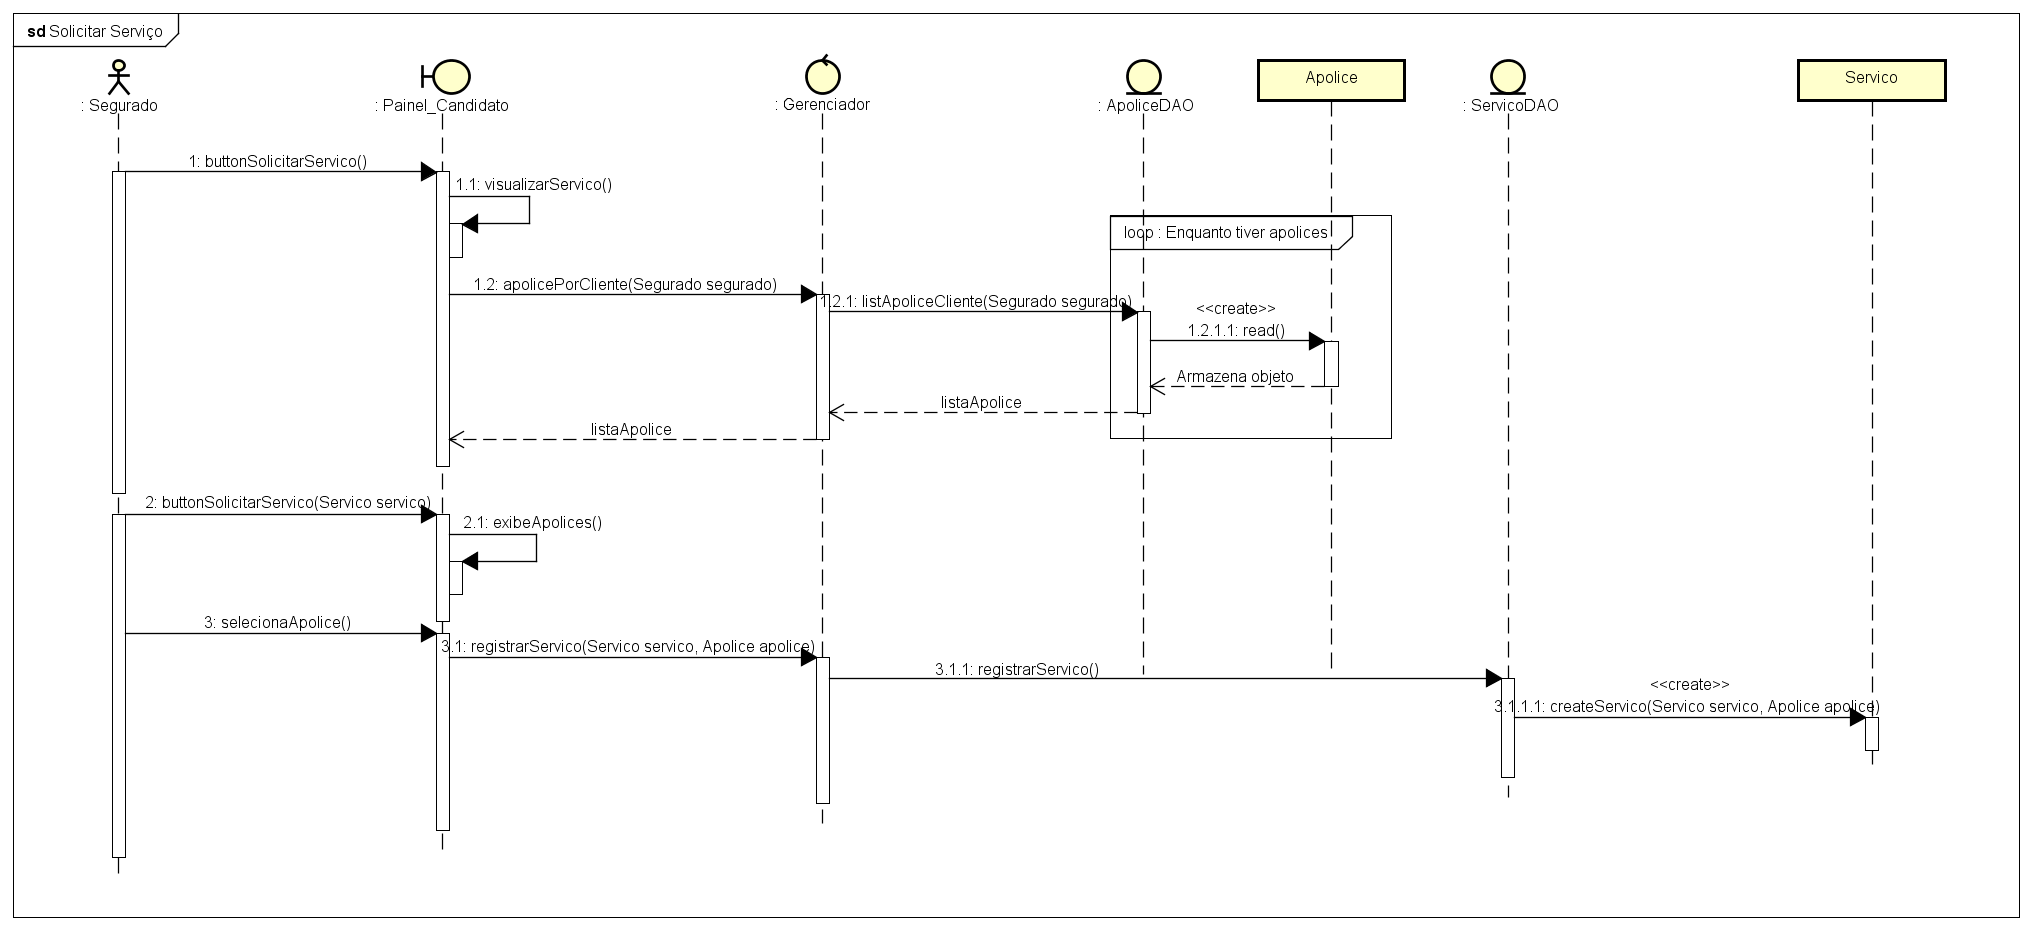 sd Solicitar Serviço
: Segurado
: Painel_Candidato
: Gerenciador
: ApoliceDAO
Apolice
: ServicoDAO
Servico
1: buttonSolicitarServico()
1.1: visualizarServico()
loop : Enquanto tiver apolices
1.2: apolicePorCliente(Segurado segurado)
1.2.1: listApoliceCliente(Segurado segurado)
<<create>>
1.2.1.1: read()
Armazena objeto
listaApolice
listaApolice
2: buttonSolicitarServico(Servico servico)
2.1: exibeApolices()
3: selecionaApolice()
3.1: registrarServico(Servico servico, Apolice apolice)
3.1.1: registrarServico()
<<create>>
3.1.1.1: createServico(Servico servico, Apolice apolice)